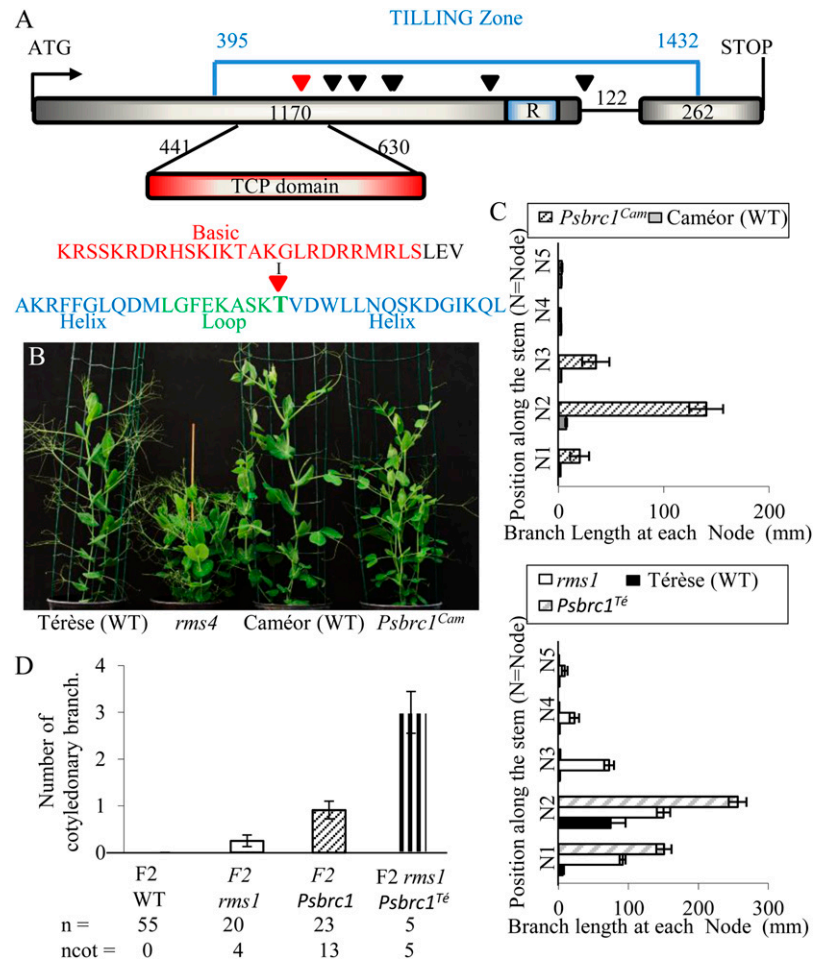 A
TILLING Zone
ATG
395
1432
STOP
1170
R
122
262
441
630
TCP domain
Basic
KRSSKRDRHSKIKTAKGLRDRRMRLSLEV
I
AKRFFGLQDMLGFEKASKTVDWLLNQSKDGIKQL
Helix
Loop
Helix
B
Térèse (WT)
rms4
Caméor (WT)
Psbrc1Cam
C
Psbrc1Cam
Caméor (WT)
Position along the stem (N=Node)
N5
N4
N3
N2
N1
0
100
200
Branch Length at each Node (mm)
rms1
Térèse (WT)
Psbrc1Té
Position along the stem (N=Node)
N5
N4
N3
N2
N1
0
100
200
300
Branch length at each Node (mm)
D
Number of
cotyledonary branch.
4
3
2
1
0
F2
WT
F2
rms1
F2
Psbrc1
F2 rms1
Psbrc1Té
n = 55 20 23 5
ncot = 0 4 13 5